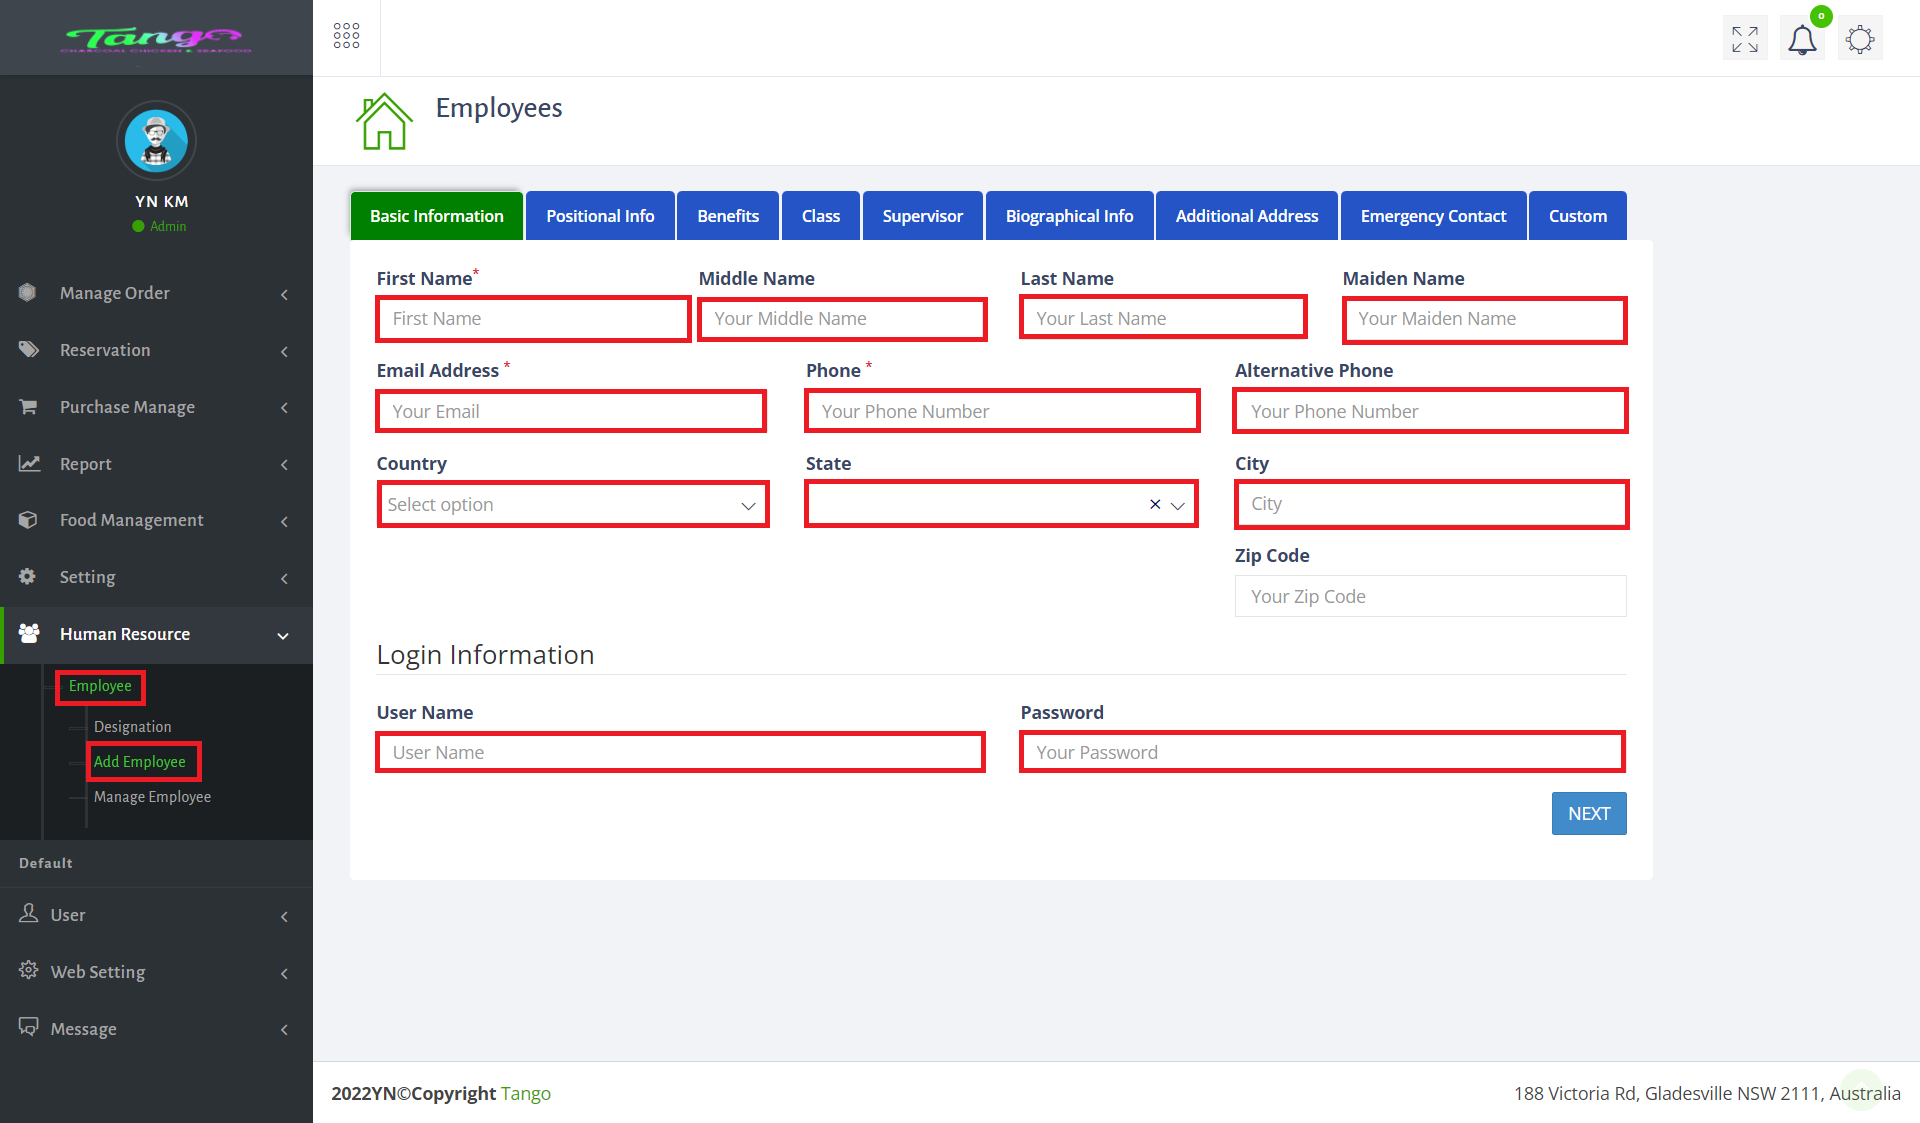 Tango
CHARCOAL CHICKEN & SEAFOOD
0
Employees
YN KM
Admin
Manage Order
Reservation
Purchase Manage
Report
Food Management
Setting
Human Resource
Employee
Designation
Add Employee
Manage Employee
Default
User
Web Setting
Message
Basic Information Positional Info Benefits Class Supervisor Biographical Info Additional Address Emergency Contact Custom
First Name* Middle Name Last Name Maiden Name
First Name Your Middle Name Your Last Name Your Maiden Name
Email Address * Phone * Alternative Phone
Your Email Your Phone Number Your Phone Number
Country State City
Select option × City
Zip Code
Your Zip Code
Login Information
User Name Password
User Name Your Password
NEXT
2022YN©Copyright Tango 188 Victoria Rd, Gladesville NSW 2111, Australia